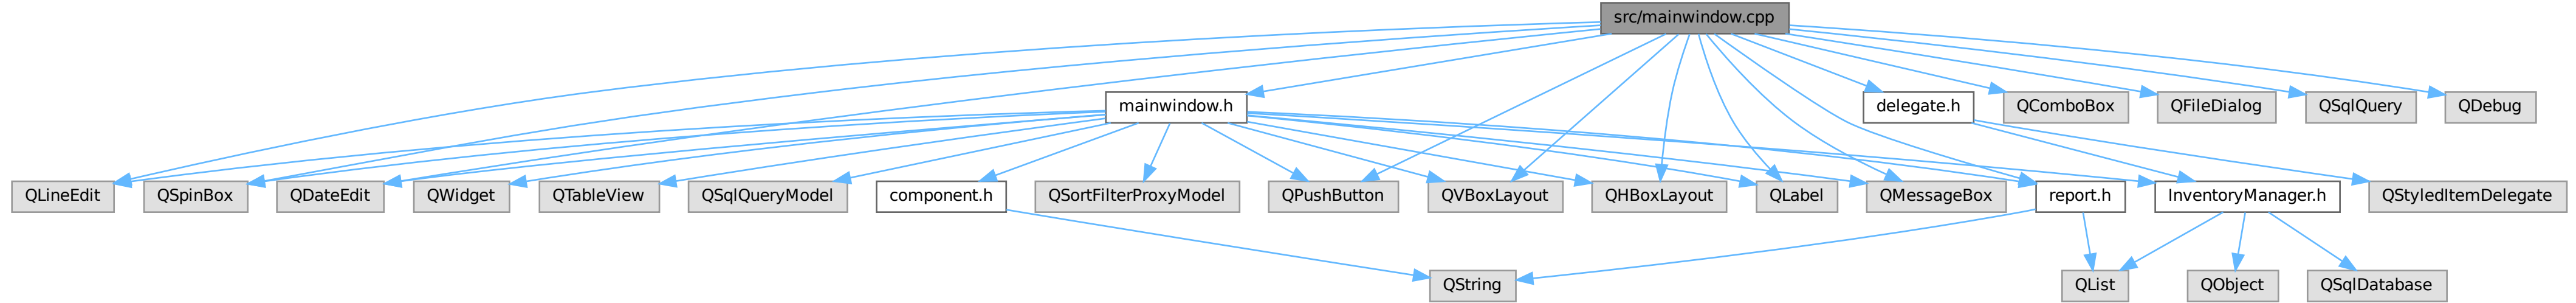 src/mainwindow.cpp
mainwindow.h
delegate.h
QComboBox
QFileDialog
QSqlQuery
QDebug
QLineEdit
QSpinBox
QDateEdit
QWidget
QTableView
QSqlQueryModel
component.h
QSortFilterProxyModel
QPushButton
QVBoxLayout
QHBoxLayout
QLabel
QMessageBox
report.h
InventoryManager.h
QStyledItemDelegate
QString
QList
QObject
QSqlDatabase